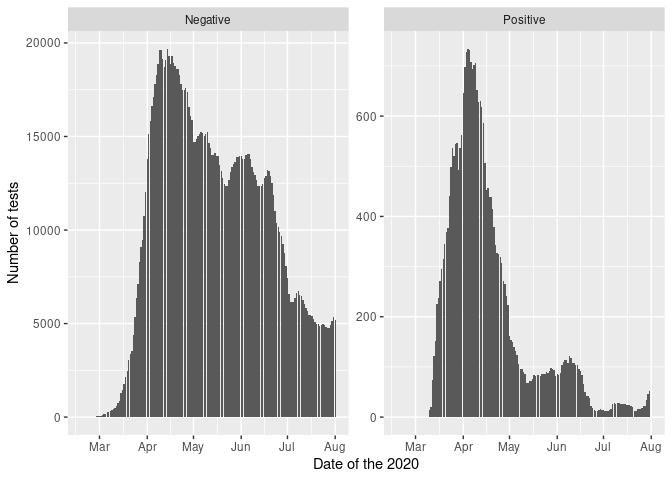 Negative
Positive
20000
15000
10000
5000
0
600
400
200
0
Number of tests
Mar Apr May Jun Jul Aug
Mar Apr May Jun Jul Aug
Date of the 2020